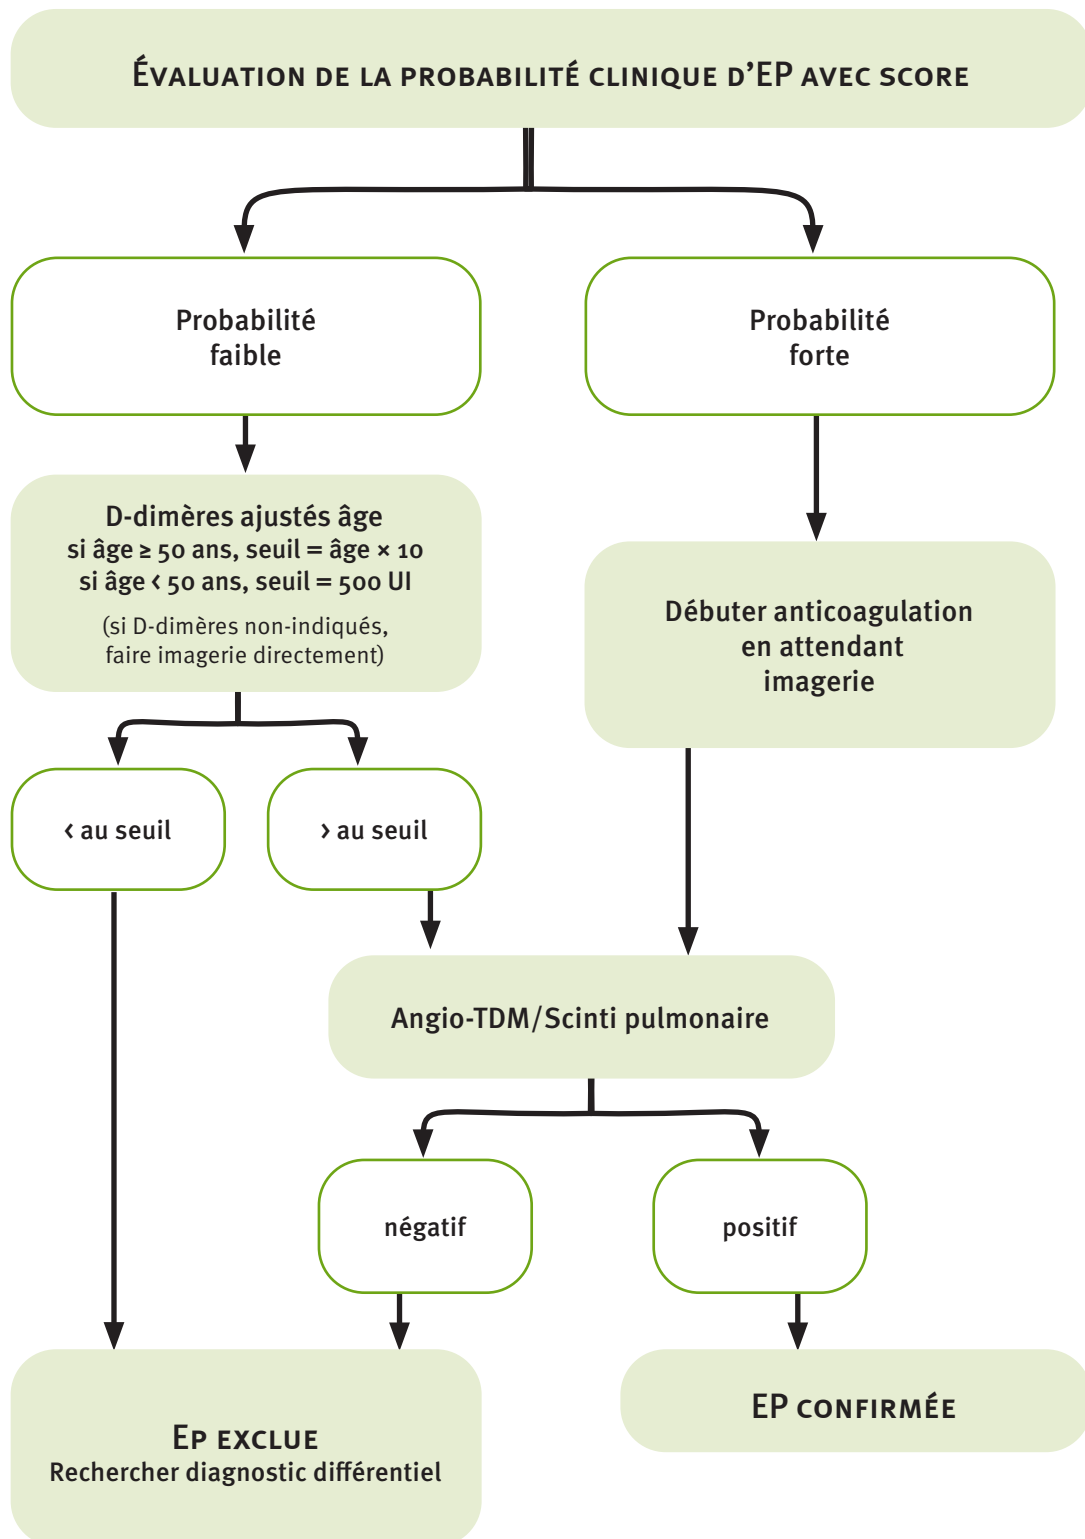 ÉVALUATION DE LA PROBABILITÉ CLINIQUE D’EP AVEC SCORE
Probabilité
faible
Probabilité
forte
D-dimères ajustés âge
si âge ≥ 50 ans, seuil = âge × 10
si âge < 50 ans, seuil = 500 UI
(si D-dimères non-indiqués,
faire imagerie directement)
Débuter anticoagulation
en attendant
imagerie
< au seuil
> au seuil
Angio-TDM/Scinti pulmonaire
négatif
positif
EP EXCLUE
Rechercher diagnostic différentiel
EP CONFIRMÉE